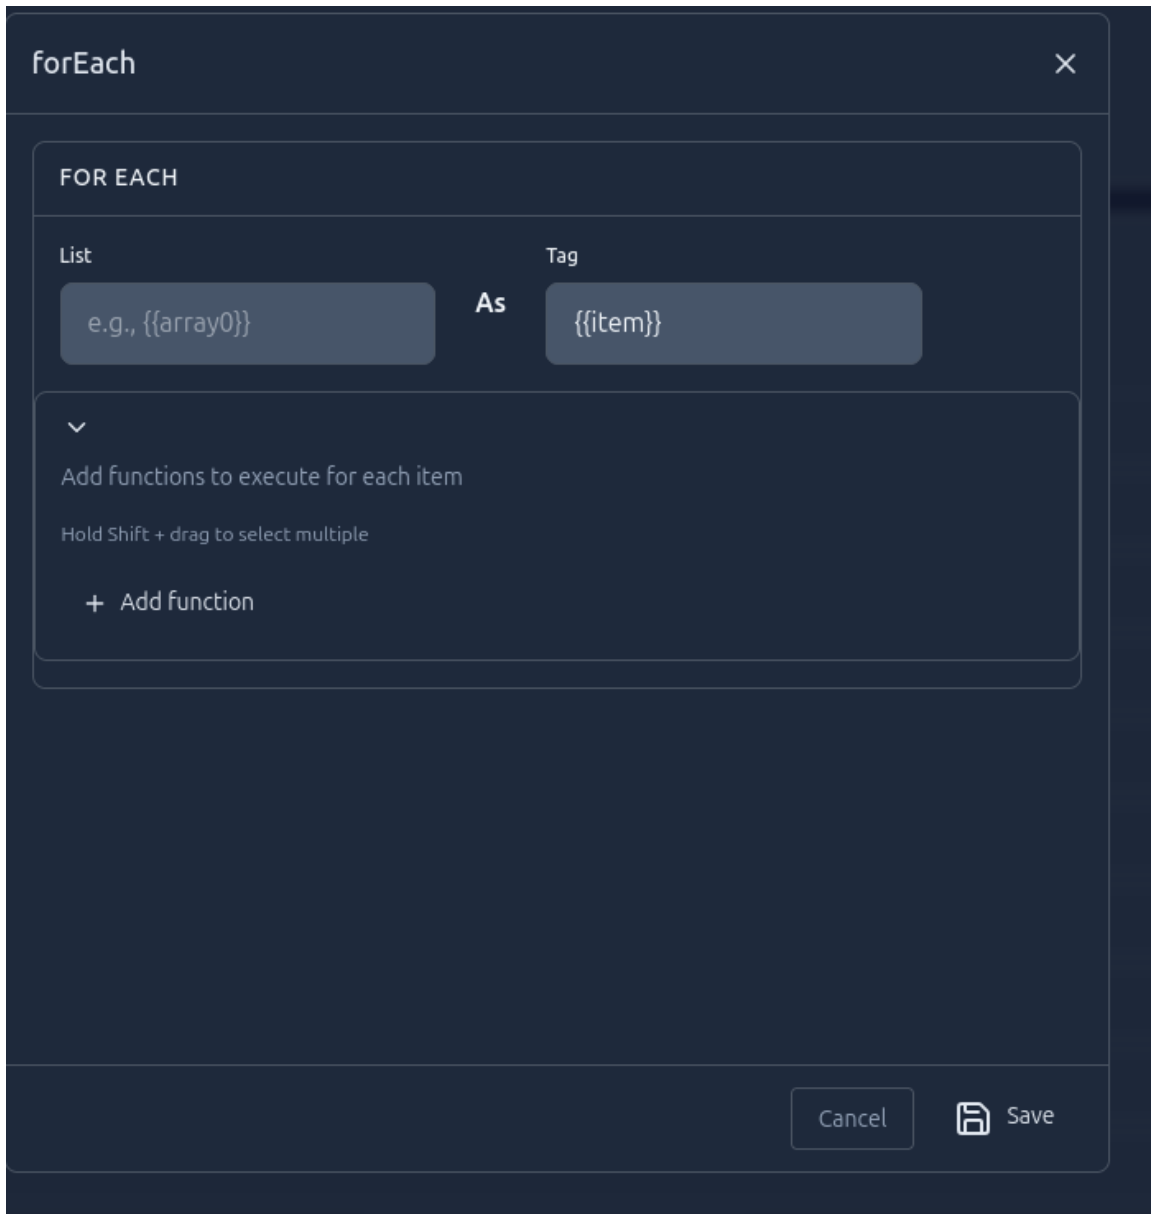 forEach
FOR EACH
List
Tag
e.g., {{array0}}
As
{{item}}
Add functions to execute for each item
Hold Shift + drag to select multiple
+ Add function
Cancel
Save